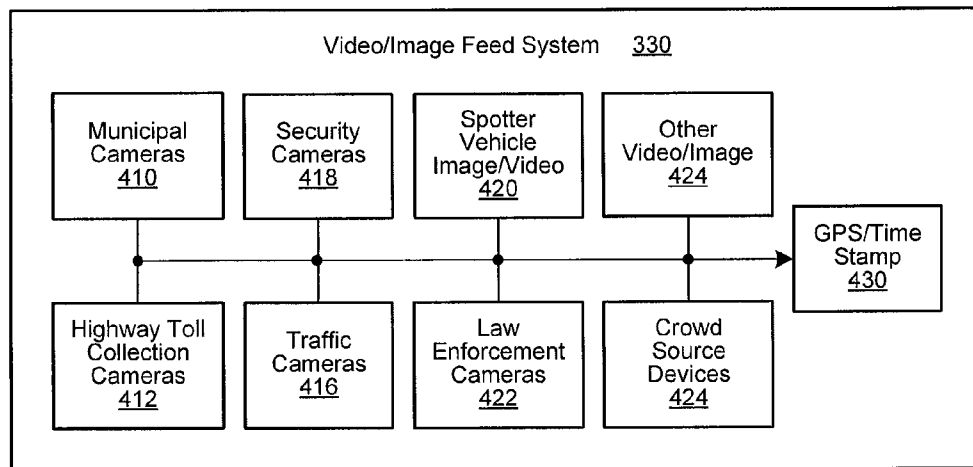 Video/Image Feed System 330
Municipal
Cameras
410
Security
Cameras
418
Spotter
Vehicle
Image/Video
420
Other
Video/Image
424
GPS/Time
Stamp
430
Highway Toll
Collection
Cameras
412
Traffic
Cameras
416
Law
Enforcement
Cameras
422
Crowd
Source
Devices
424